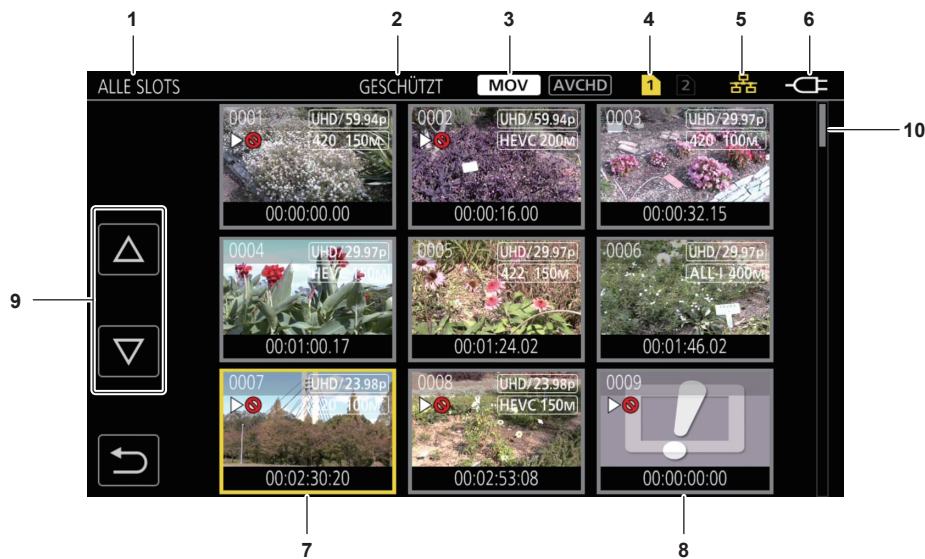 1 2 3 4 5 6
ALLE SLOTS GESCHÜTZT MOV AVCHD 1 2
10
0001 UHD/59.94p 0002 UHD/59.94p 0003 UHD/29.97p
420 150M HEVC 200M 420 100M
00:00:00.00 00:00:16.00 00:00:32.15
0004 UHD/29.97p 0005 UHD/29.97p 0006 UHD/29.97p
HEVC 150M 422 150M ALL-I 400M
9
00:01:00.17 00:01:24.02 00:01:46.02
0007 UHD/23.98p 0008 UHD/23.98p 0009
420 100M HEVC 150M
00:02:30:20 00:02:53:08 00:00:00:00
7 8